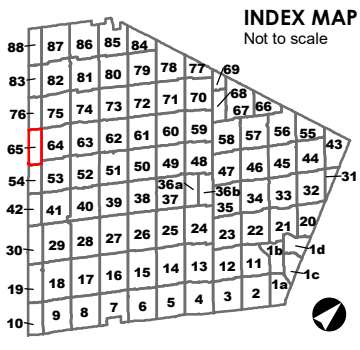 INDEX MAP
Not to scale
88 87 86 85 84
83 82 81 80 79 78 77 69
76 75 74 73 72 71 70 68 67 66
65 64 63 62 61 60 59 58 57 56 55 43
54 53 52 51 50 49 48 47 46 45 44 31
42 41 40 39 38 37 36a 36b 35 34 33 32
30 29 28 27 26 25 24 23 22 21 20
19 18 17 16 15 14 13 12 11 1b 1d 1c
10 9 8 7 6 5 4 3 2 1a